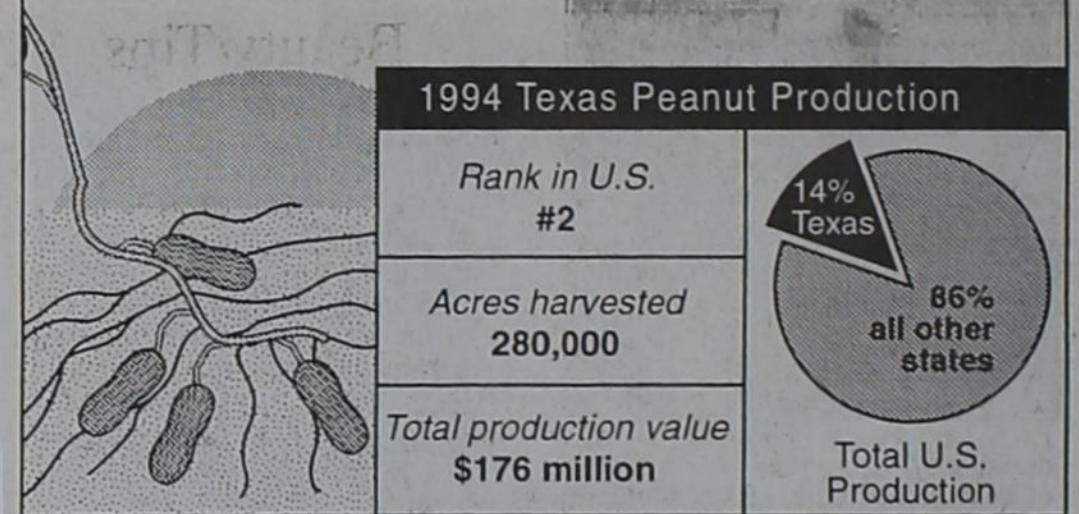 1994 Texas Peanut Production
Rank in U.S.
#2
Acres harvested
280,000
Total production value
$176 million
14%
Texas
86%
all other
states
Total U.S.
Production